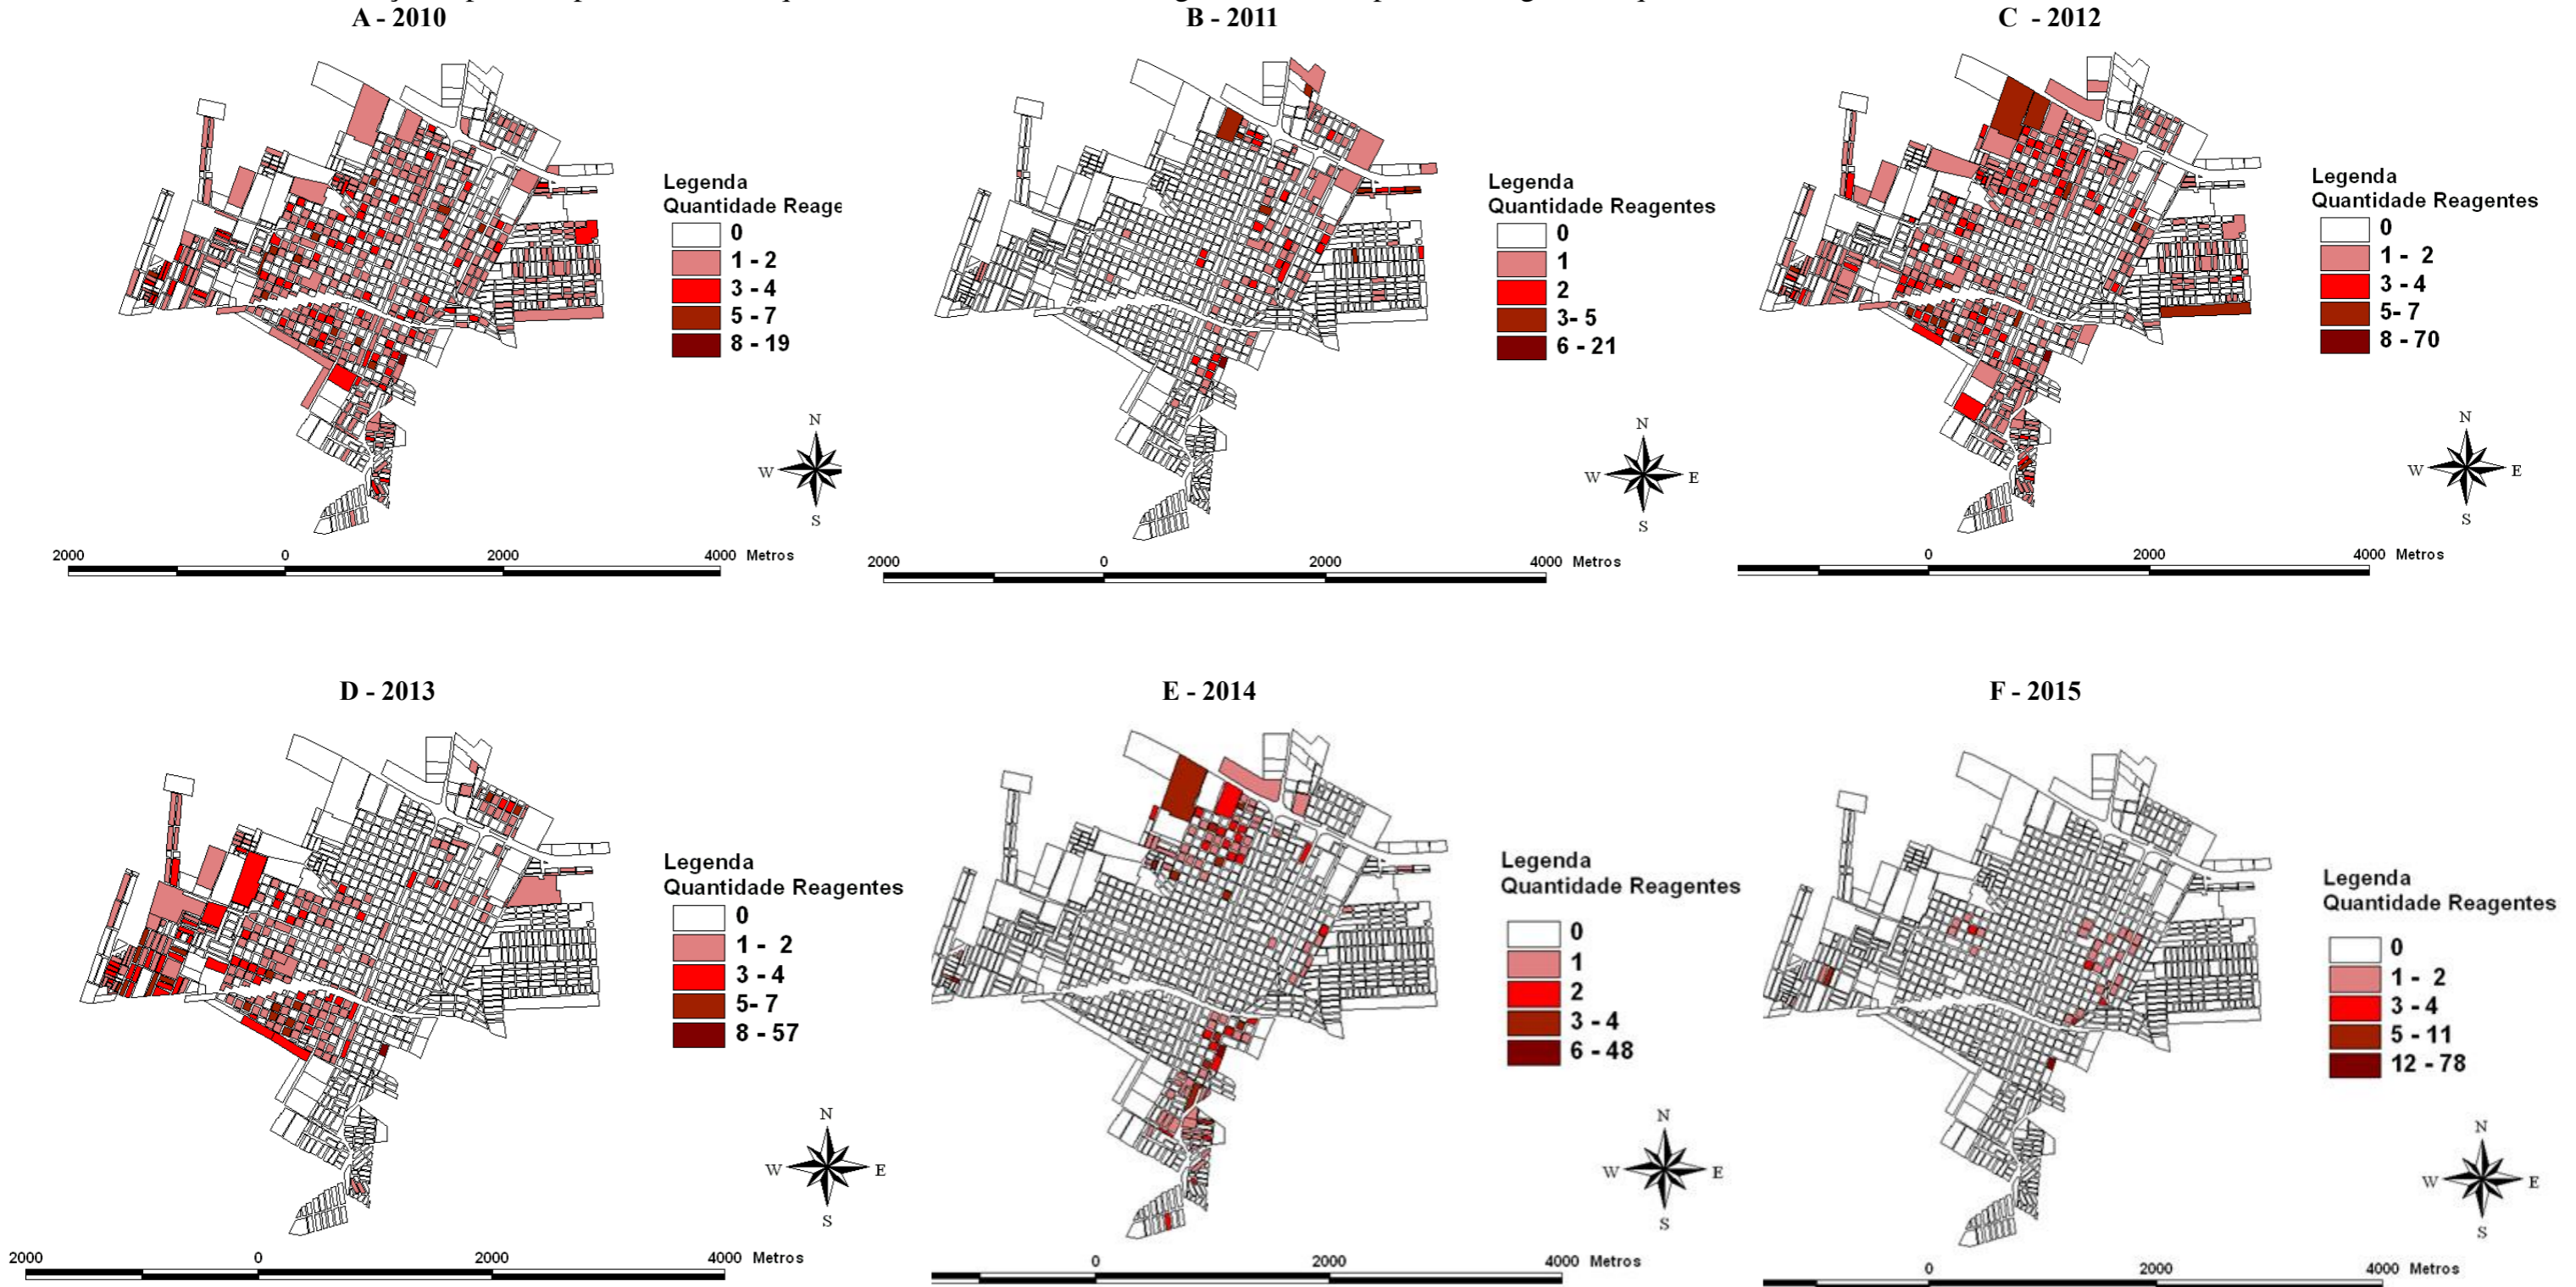 A - 2010
B - 2011
C - 2012
Legenda
Quantidade Reage
0
1 - 2
3 - 4
5 - 7
8 - 19
N
W
S
2000 0 2000 4000 Metros
Legenda
Quantidade Reagentes
0
1
2
3- 5
6 - 21
N
W E
S
2000 0 2000 4000 Metros
Legenda
Quantidade Reagentes
0
1 - 2
3 - 4
5- 7
8 - 70
N
W E
S
0 2000 4000 Metros
D - 2013
E - 2014
F - 2015
Legenda
Quantidade Reagentes
0
1 - 2
3 - 4
5- 7
8 - 57
N
W E
S
2000 0 2000 4000 Metros
Legenda
Quantidade Reagentes
0
1
2
3 - 4
6 - 48
N
W E
S
0 2000 4000 Metros
Legenda
Quantidade Reagentes
0
1 - 2
3 - 4
5 - 11
12 - 78
N
W E
S
0 2000 4000 Metros